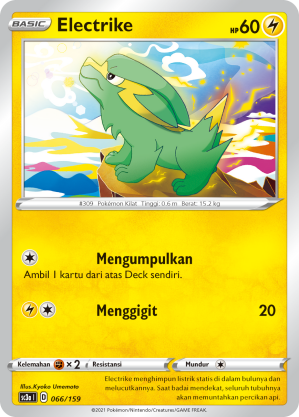 BASIC Electrike HP60
#309 Pokémon Kilat Tinggi: 0.6 m Berat: 15.2 kg
Mengumpulkan
Ambil 1 kartu dari atas Deck sendiri.
Menggigit 20
Kelemahan ×2 Resistansi Mundur
Illus. Kyoko Umemoto
sc3a I D 066/159
Electrike menghimpun listrik statis di dalam bulunya dan
melucutkannya. Saat badai mendekat, seluruh tubuhnya
akan memuntahkan percikan api.
©2021 Pokémon/Nintendo/Creatures/GAME FREAK.